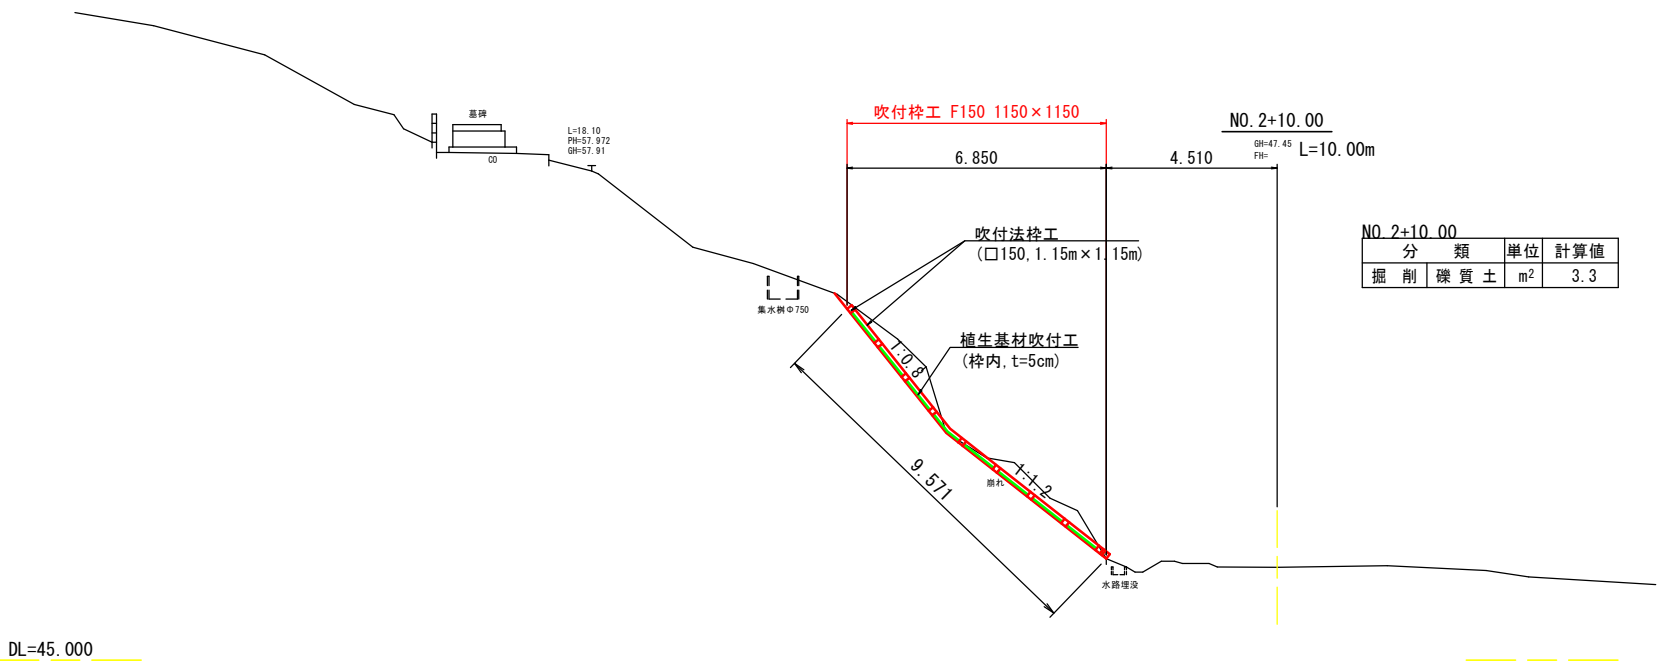 吹付枠工 F150 1150×1150
NO.2+10.00
GH=47.45
FH=
L=10.00m
6.850
4.510
墓碑
CO
L=18.10
PH=57.972
GH=57.91
吹付法枠工
(□150,1.15m×1.15m)
NO.2+10.00
分 類 単位 計算値
掘 削 礫 質 土 m² 3.3
集水桝Φ750
植生基材吹付工
(枠内,t=5cm)
1:0.8
9.571
1:1.2
崩れ
水路埋没
DL=45.000